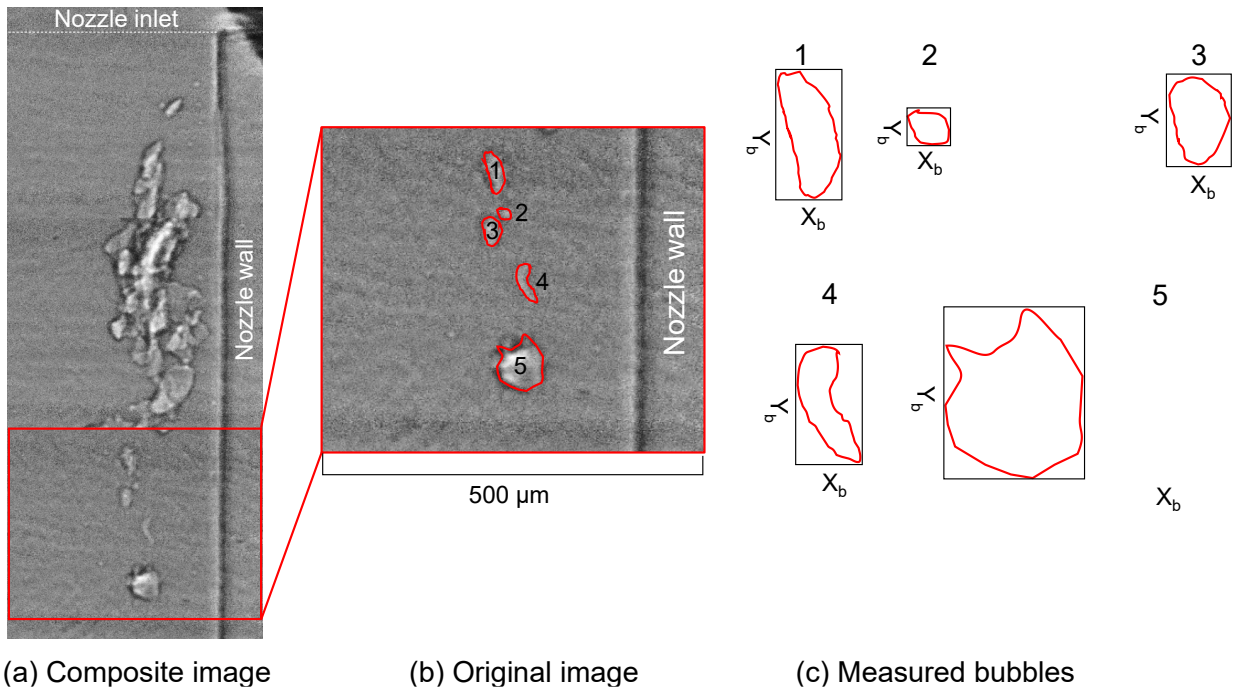 Nozzle inlet
Nozzle wall
1
2
3
4
5
Nozzle wall
500 µm
1
Y_b
X_b
2
Y_b
X_b
3
Y_b
X_b
4
Y_b
X_b
5
Y_b
X_b
(a) Composite image
(b) Original image
(c) Measured bubbles